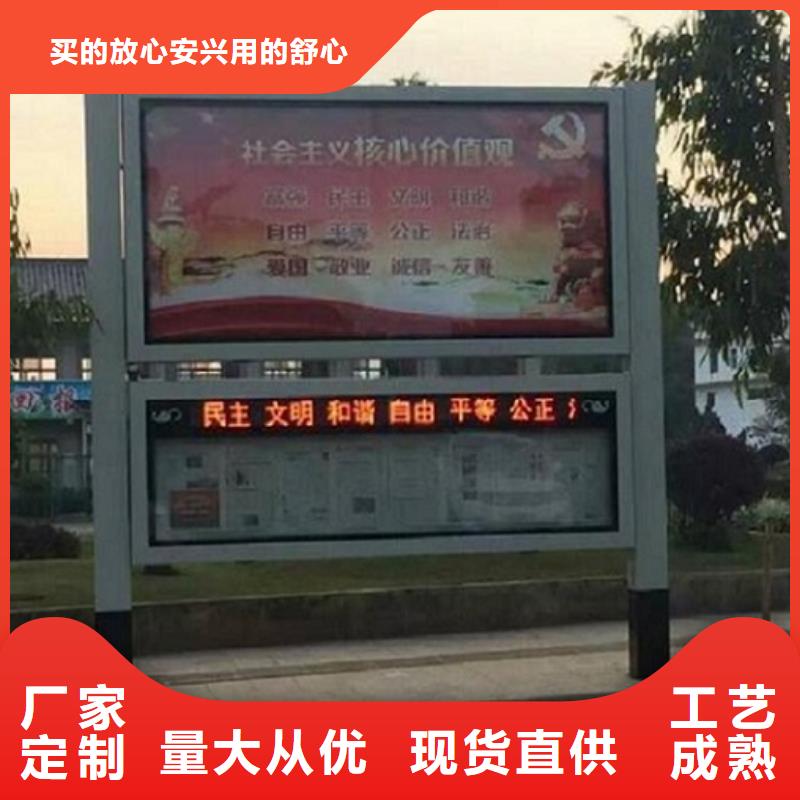 买的放心安兴用的舒心
社会主义核心价值观
富强 民主 文明 和谐
自由 平等 公正 法治
爱国 敬业 诚信 友善
民主 文明 和谐 自由 平等 公正
厂家定制
量大从优 现货直供
工艺成熟